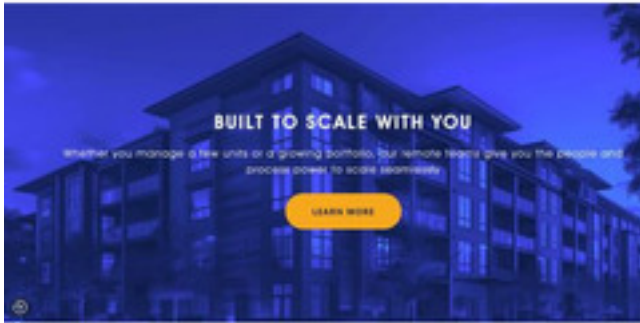 BUILT TO SCALE WITH YOU
Whether you manage a few units or a growing portfolio, our remote teams give you the people and
process power to scale seamlessly
LEARN MORE